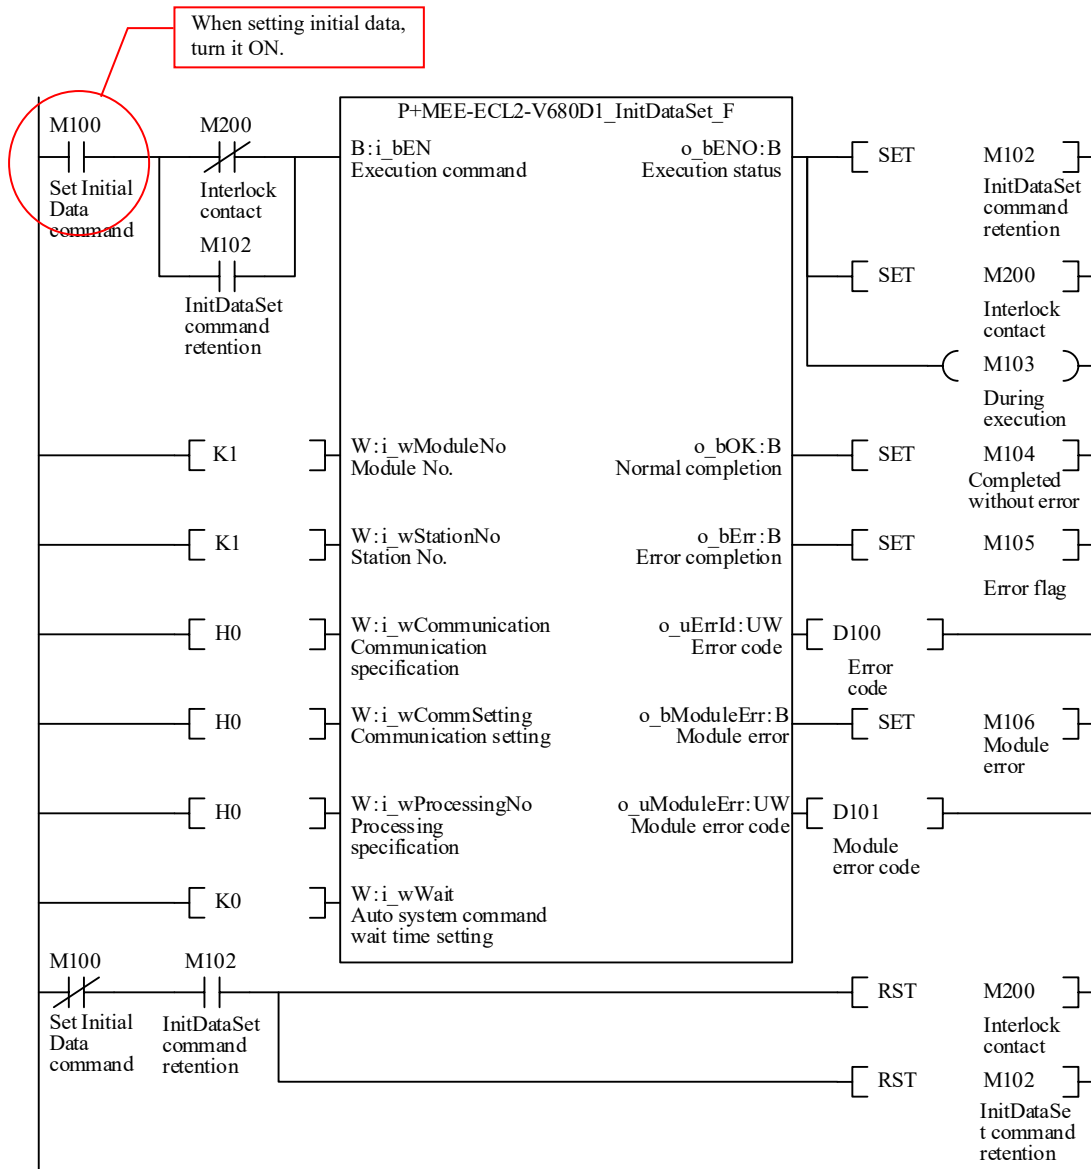 When setting initial data,
turn it ON.
P+MEE-ECL2-V680D1_InitDataSet_F
M100
Set Initial
Data
command
M200
Interlock
contact
M102
InitDataSet
command
retention
B:i_bEN
Execution command
o_bENO:B
Execution status
SET M102
InitDataSet
command
retention
SET M200
Interlock
contact
M103
During
execution
K1
W:i_wModuleNo
Module No.
o_bOK:B
Normal completion
SET M104
Completed
without error
K1
W:i_wStationNo
Station No.
o_bErr:B
Error completion
SET M105
Error flag
H0
W:i_wCommunication
Communication
specification
o_uErrId:UW
Error code
D100
Error
code
H0
W:i_wCommSetting
Communication setting
o_bModuleErr:B
Module error
SET M106
Module
error
H0
W:i_wProcessingNo
Processing
specification
o_uModuleErr:UW
Module error code
D101
Module
error code
K0
W:i_wWait
Auto system command
wait time setting
M100
Set Initial
Data
command
M102
InitDataSet
command
retention
RST M200
Interlock
contact
RST M102
InitDataSe
t command
retention